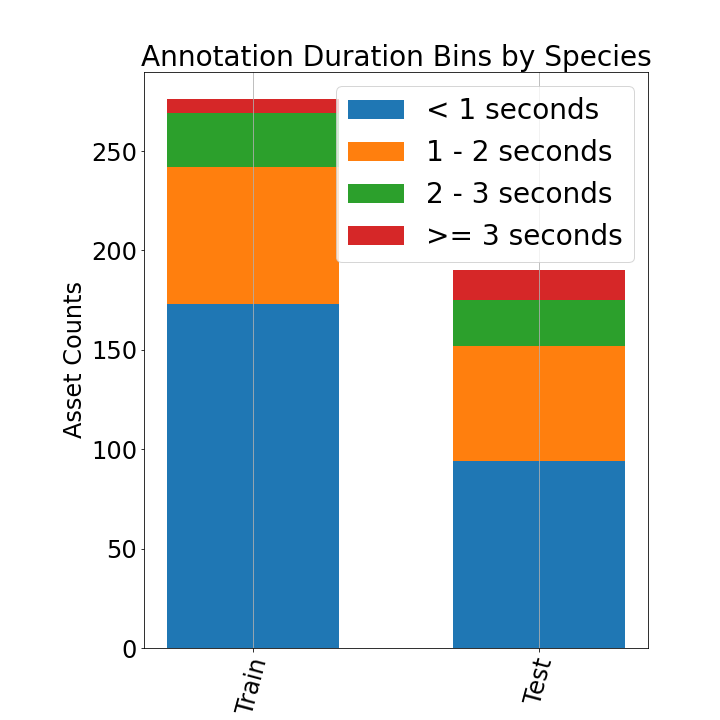 Annotation Duration Bins by Species
< 1 seconds
1 - 2 seconds
2 - 3 seconds
>= 3 seconds
Asset Counts
250
200
150
100
50
0
Train
Test